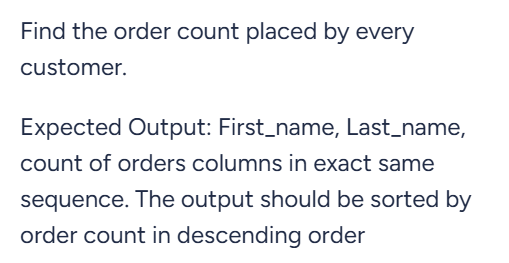 Find the order count placed by every
customer.
Expected Output: First_name, Last_name,
count of orders columns in exact same
sequence. The output should be sorted by
order count in descending order